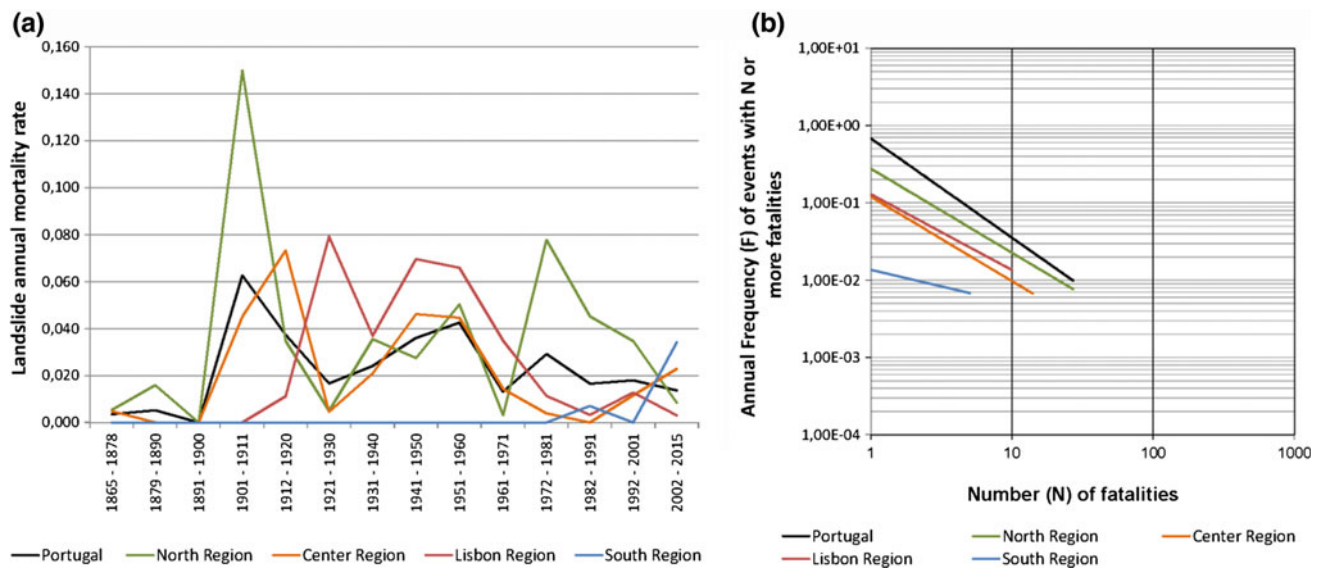 (a)
Landslide annual mortality rate
0,160
0,140
0,120
0,100
0,080
0,060
0,040
0,020
0,000
1865 - 1878
1879 - 1890
1891 - 1900
1901 - 1911
1912 - 1920
1921 - 1930
1931 - 1940
1941 - 1950
1951 - 1960
1961 - 1971
1972 - 1981
1982 - 1991
1992 - 2001
2002 - 2015
Portugal North Region Center Region Lisbon Region South Region
(b)
Annual Frequency (F) of events with N or
more fatalities
1,00E+01
1,00E+00
1,00E-01
1,00E-02
1,00E-03
1,00E-04
1 10 100 1000
Number (N) of fatalities
Portugal North Region Center Region
Lisbon Region South Region